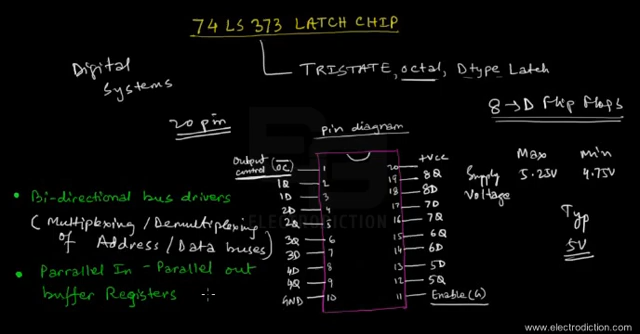 74 LS 373 LATCH CHIP
Digital
Systems
TRISTATE, octal, D type Latch
20 pin
8 → D Flip Flops
pin diagram
Output
control (OC)
1Q
1D
2D
2Q
3Q
3D
4D
4Q
GND
1
2
3
4
5
6
7
8
9
10
20
19
18
17
16
15
14
13
12
11
+VCC
8Q
8D
7D
7Q
6Q
6D
5D
5Q
Enable (G)
Max Min
Supply 5.25V 4.75V
Voltage
Typ
5V
• Bi-directional bus drivers
( Multiplexing / Demultiplexing
of Address / Data buses )
• Parrallel In - Parallel out
buffer Registers
ELECTRODICTION
www.electrodiction.com